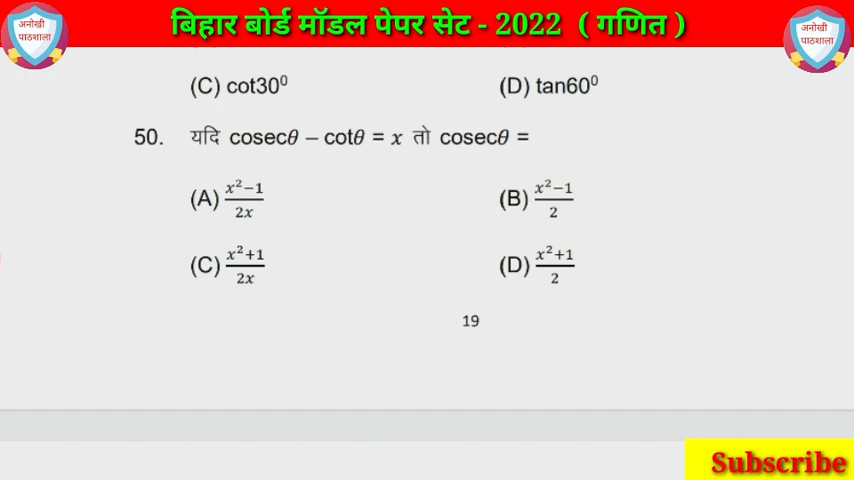 बिहार बोर्ड मॉडल पेपर सेट - 2022 ( गणित )
अनोखी
पाठशाला
अनोखी
पाठशाला
(C) cot30⁰ (D) tan60⁰
50. यदि cosecθ – cotθ = x तो cosecθ =
(A) x²−1/2x (B) x²−1/2
(C) x²+1/2x (D) x²+1/2
19
Subscribe